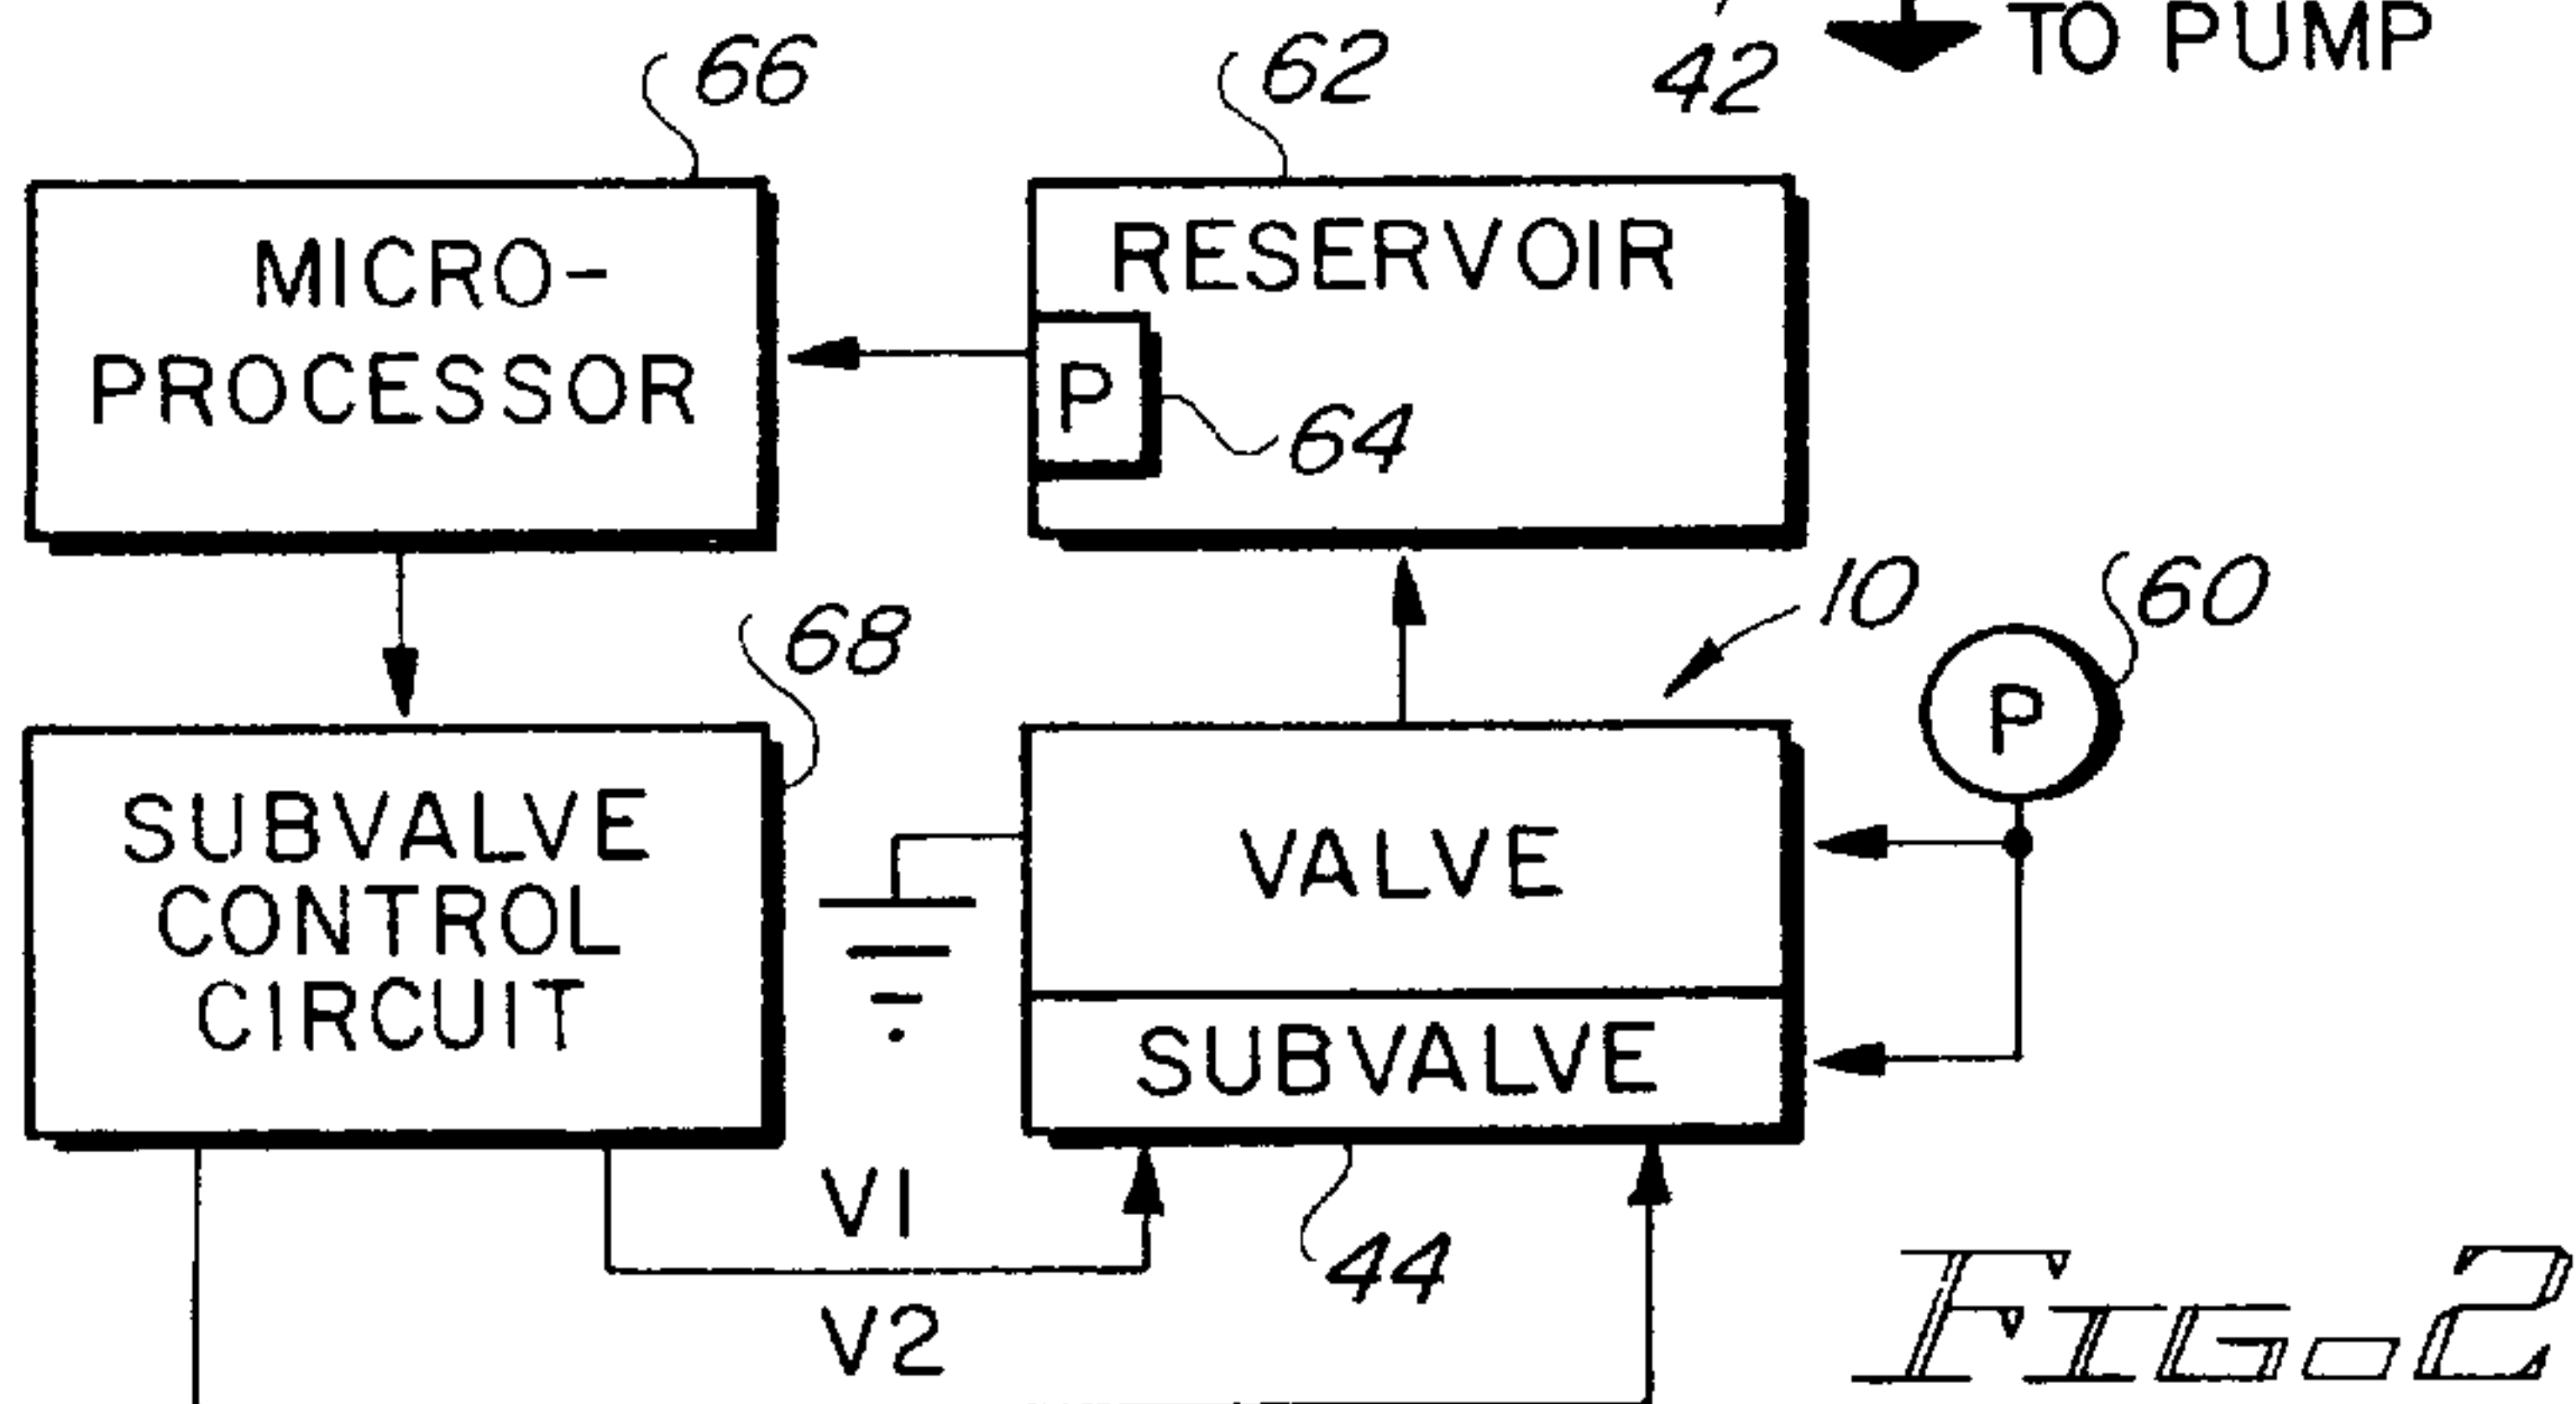 42
TO PUMP
66
62
MICRO-
PROCESSOR
RESERVOIR
P
64
10
60
P
68
SUBVALVE
CONTROL
CIRCUIT
VALVE
SUBVALVE
V1
44
V2
FIG-2